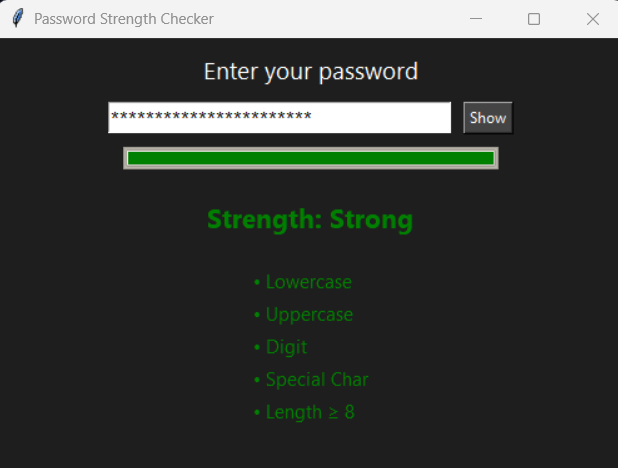 Password Strength Checker
Enter your password
***********************
Show
Strength: Strong
• Lowercase
• Uppercase
• Digit
• Special Char
• Length ≥ 8